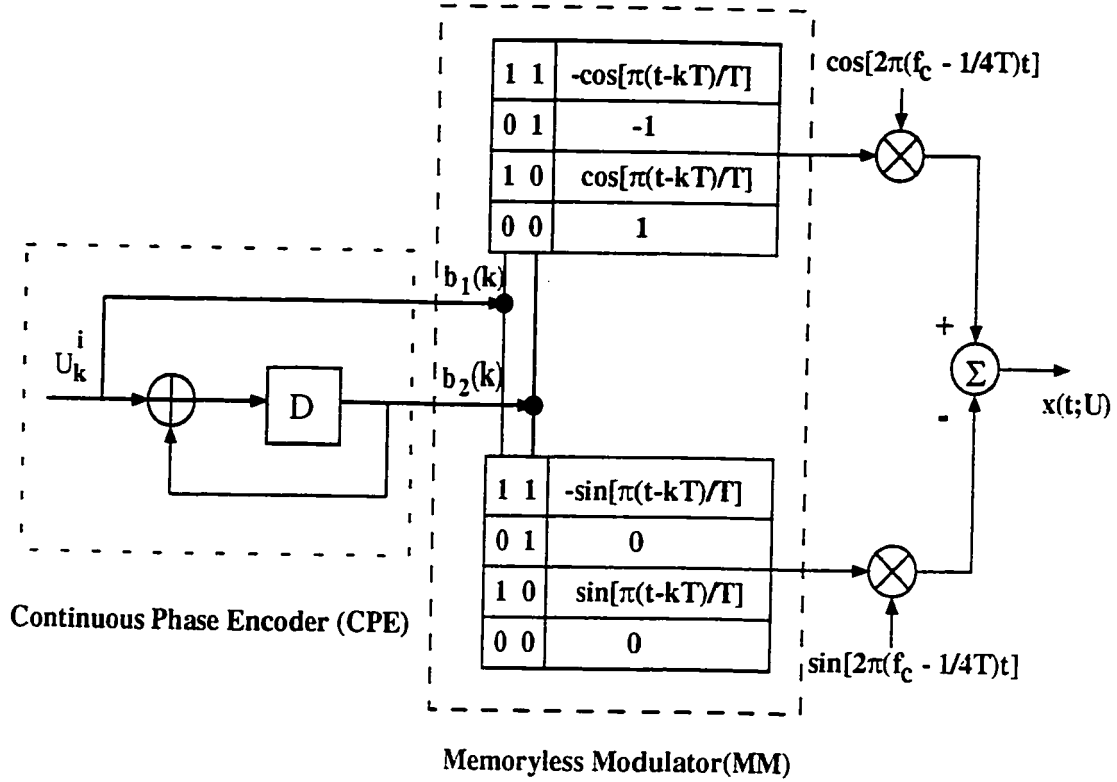 1 1 -cos[π(t-kT)/T]
0 1 -1
1 0 cos[π(t-kT)/T]
0 0 1
cos[2π(f_c - 1/4T)t]
b_1(k)
U_k^i
b_2(k)
D
+
Σ
-
x(t;U)
1 1 -sin[π(t-kT)/T]
0 1 0
1 0 sin[π(t-kT)/T]
0 0 0
sin[2π(f_c - 1/4T)t]
Continuous Phase Encoder (CPE)
Memoryless Modulator(MM)